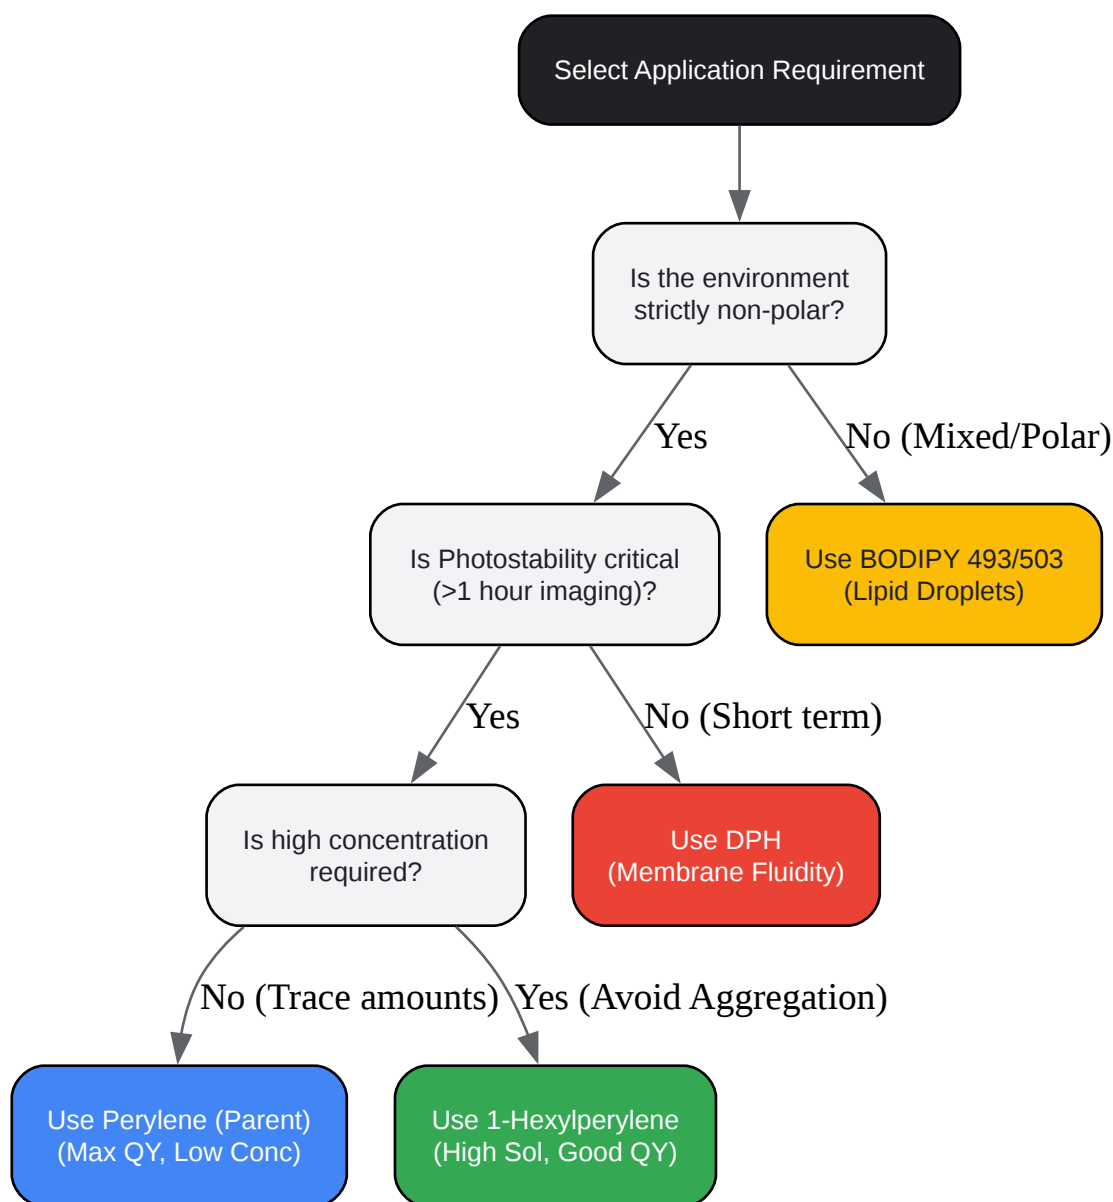 Select Application Requirement
Is the environment
strictly non-polar?
Yes
No (Mixed/Polar)
Is Photostability critical
(>1 hour imaging)?
Use BODIPY 493/503
(Lipid Droplets)
Yes
No (Short term)
Is high concentration
required?
Use DPH
(Membrane Fluidity)
No (Trace amounts)
Yes (Avoid Aggregation)
Use Perylene (Parent)
(Max QY, Low Conc)
Use 1-Hexylperylene
(High Sol, Good QY)